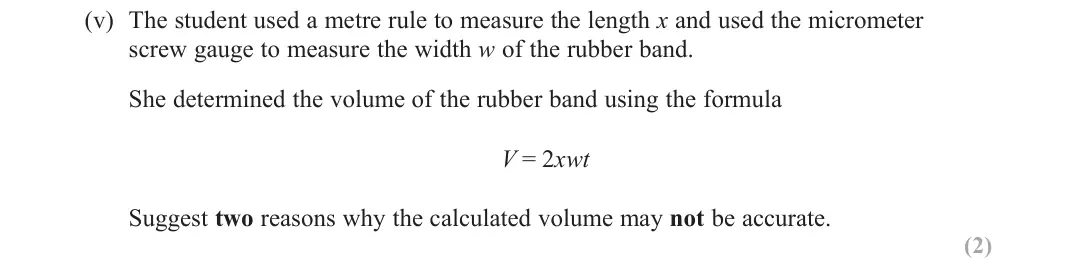 (v) The student used a metre rule to measure the length x and used the micrometer
screw gauge to measure the width w of the rubber band.
She determined the volume of the rubber band using the formula
V = 2xwt
Suggest two reasons why the calculated volume may not be accurate.
(2)